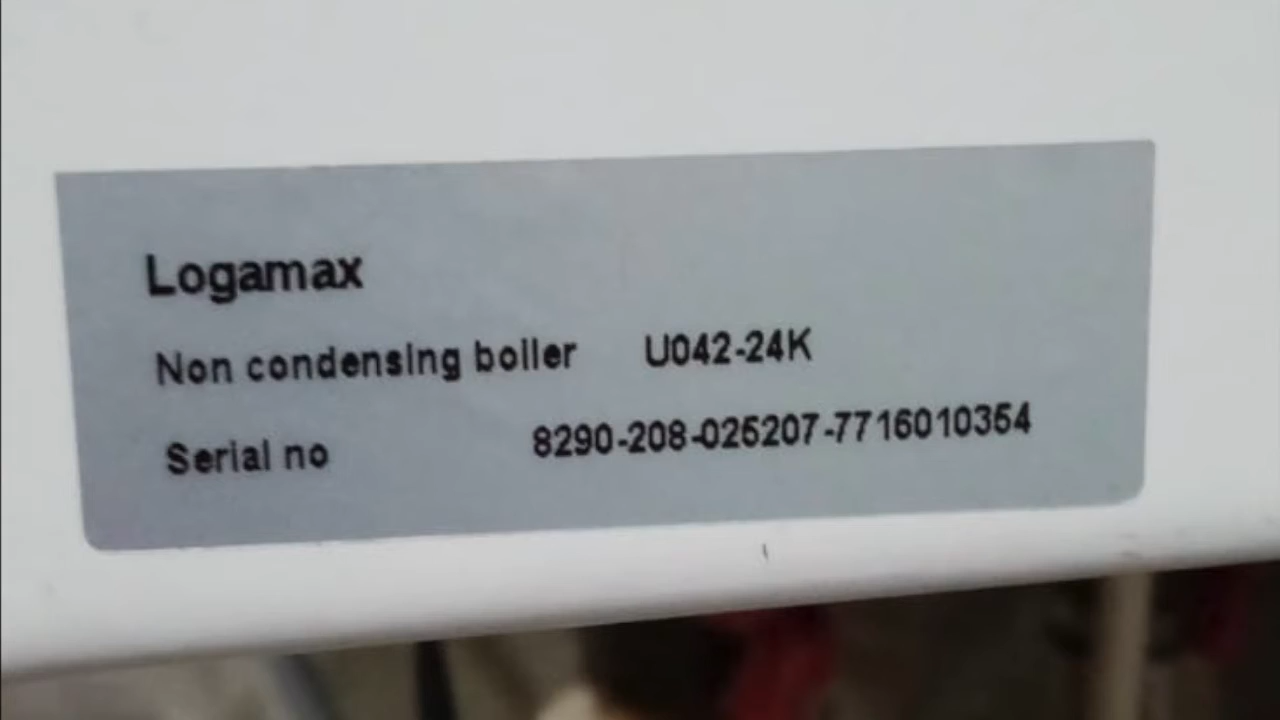 Logamax
Non condensing boiler U042-24K
Serial no 8290-208-025207-7716010354